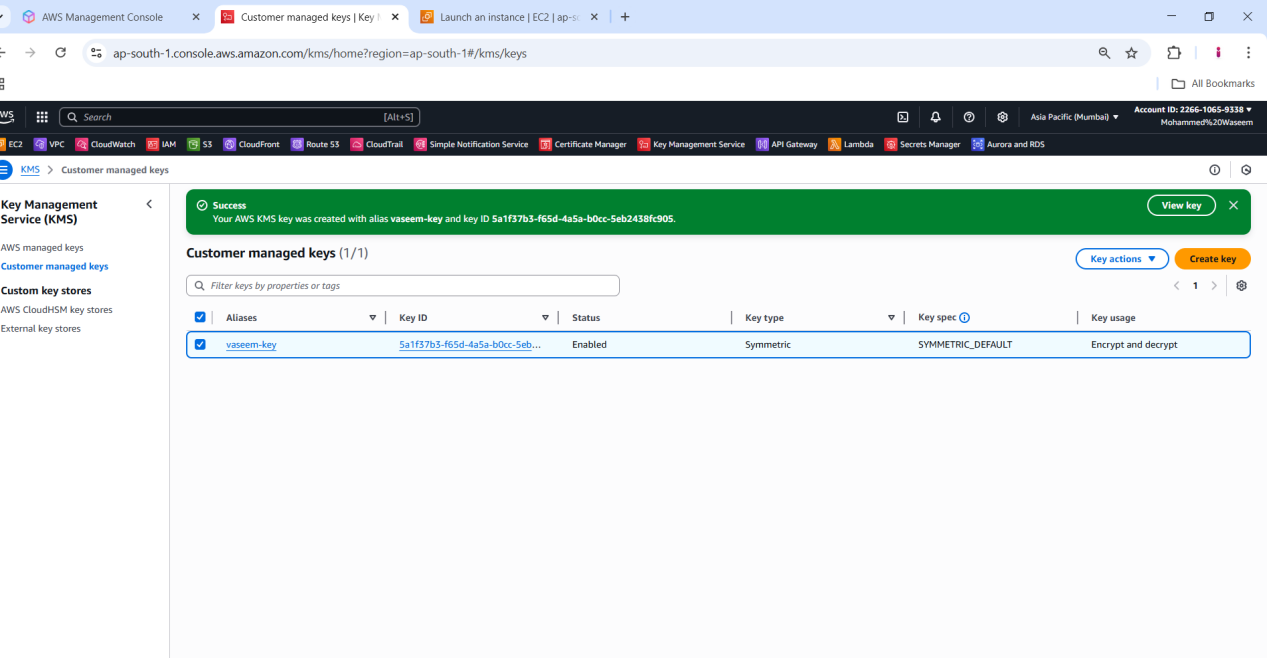 AWS Management Console
Customer managed keys | Key M
Launch an instance | EC2 | ap-so
ap-south-1.console.aws.amazon.com/kms/home?region=ap-south-1#/kms/keys
All Bookmarks
Search [Alt+S]
Asia Pacific (Mumbai)
Account ID: 2266-1065-9338
Mohammed%20Waseem
EC2 VPC CloudWatch IAM S3 CloudFront Route 53 CloudTrail Simple Notification Service Certificate Manager Key Management Service API Gateway Lambda Secrets Manager Aurora and RDS
KMS > Customer managed keys
Key Management
Service (KMS)
AWS managed keys
Customer managed keys
Custom key stores
AWS CloudHSM key stores
External key stores
Success
Your AWS KMS key was created with alias vaseem-key and key ID 5a1f37b3-f65d-4a5a-b0cc-5eb2438fc905.
View key
Customer managed keys (1/1)
Key actions
Create key
Filter keys by properties or tags
1
Aliases Key ID Status Key type Key spec Key usage
vaseem-key 5a1f37b3-f65d-4a5a-b0cc-5eb... Enabled Symmetric SYMMETRIC_DEFAULT Encrypt and decrypt